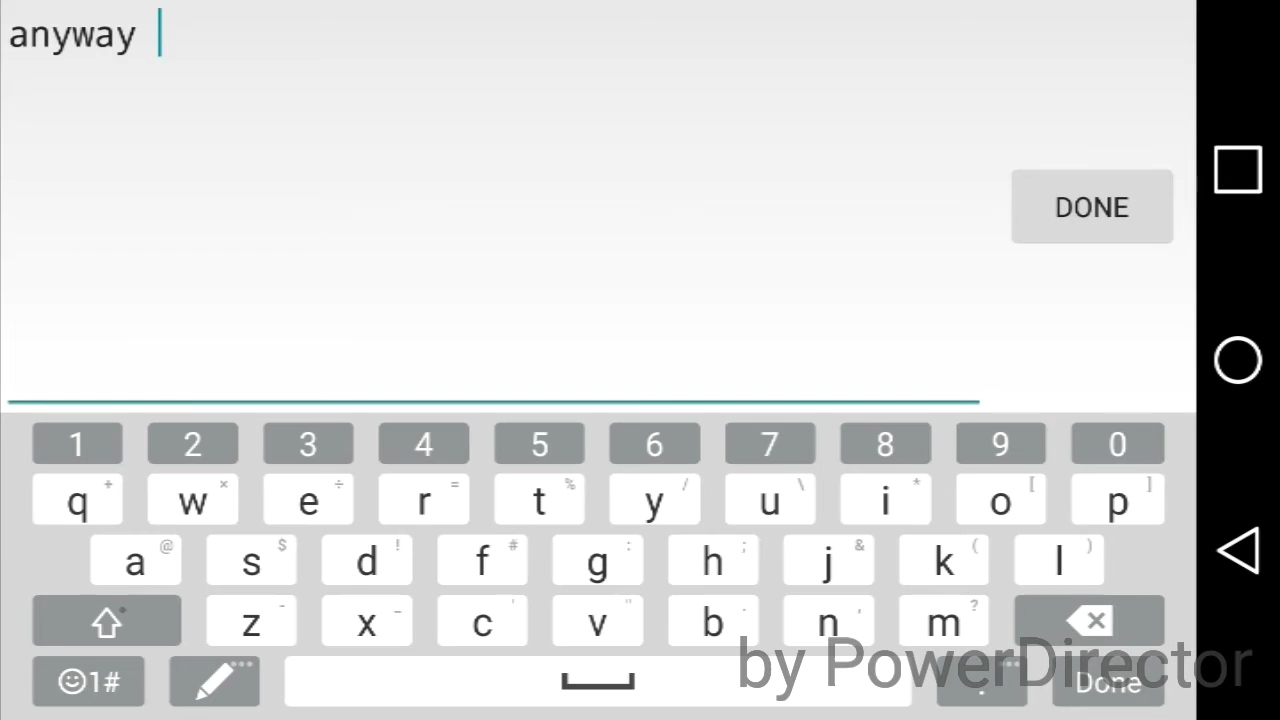 anyway
DONE
1 2 3 4 5 6 7 8 9 0
+ × ÷ = % / \ * [ ]
q w e r t y u i o p
@ $ ! # : ; & ( )
a s d f g h j k l
- _ ' " . , ?
z x c v b n m
by PowerDirector
1# . Done